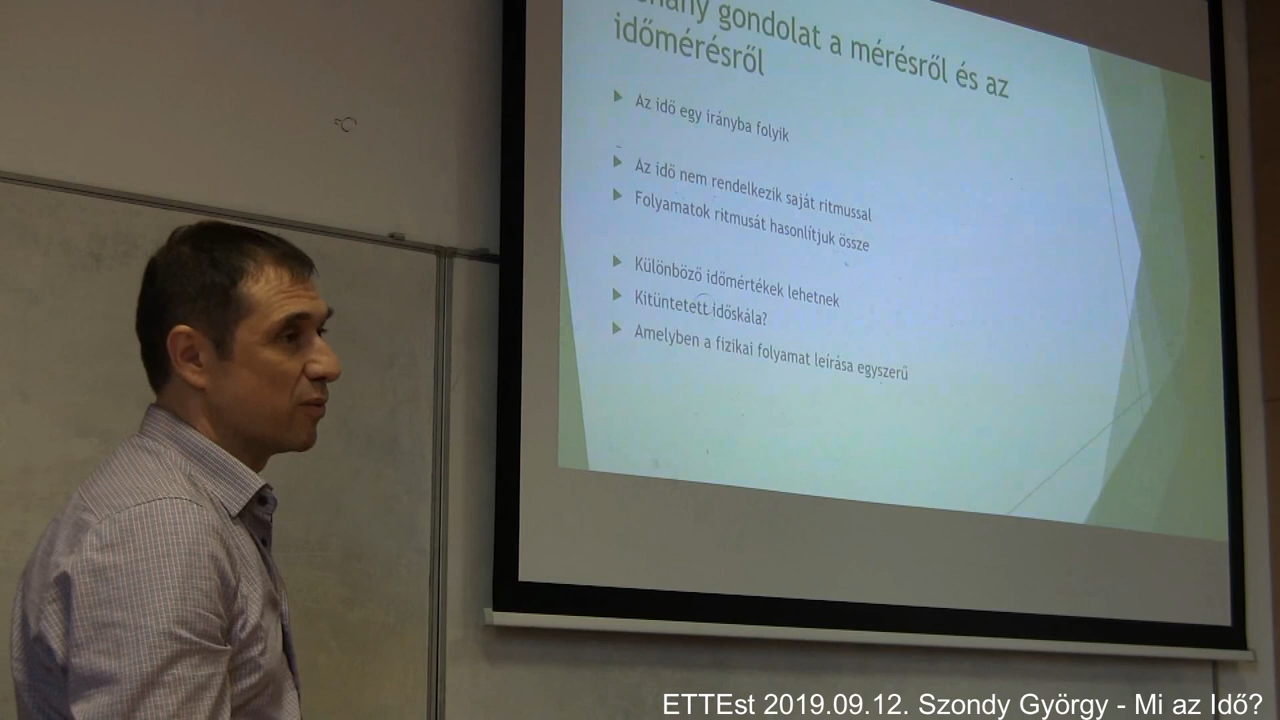 gondolat a mérésről és az
időmérésről
Az idő egy irányba folyik
Az idő nem rendelkezik saját ritmussal
Folyamatok ritmusát hasonlítjuk össze
Különböző időmértékek lehetnek
Kitüntetett időskála?
Amelyben a fizikai folyamat leírása egyszerű
ETTEst 2019.09.12. Szondy György - Mi az Idő?